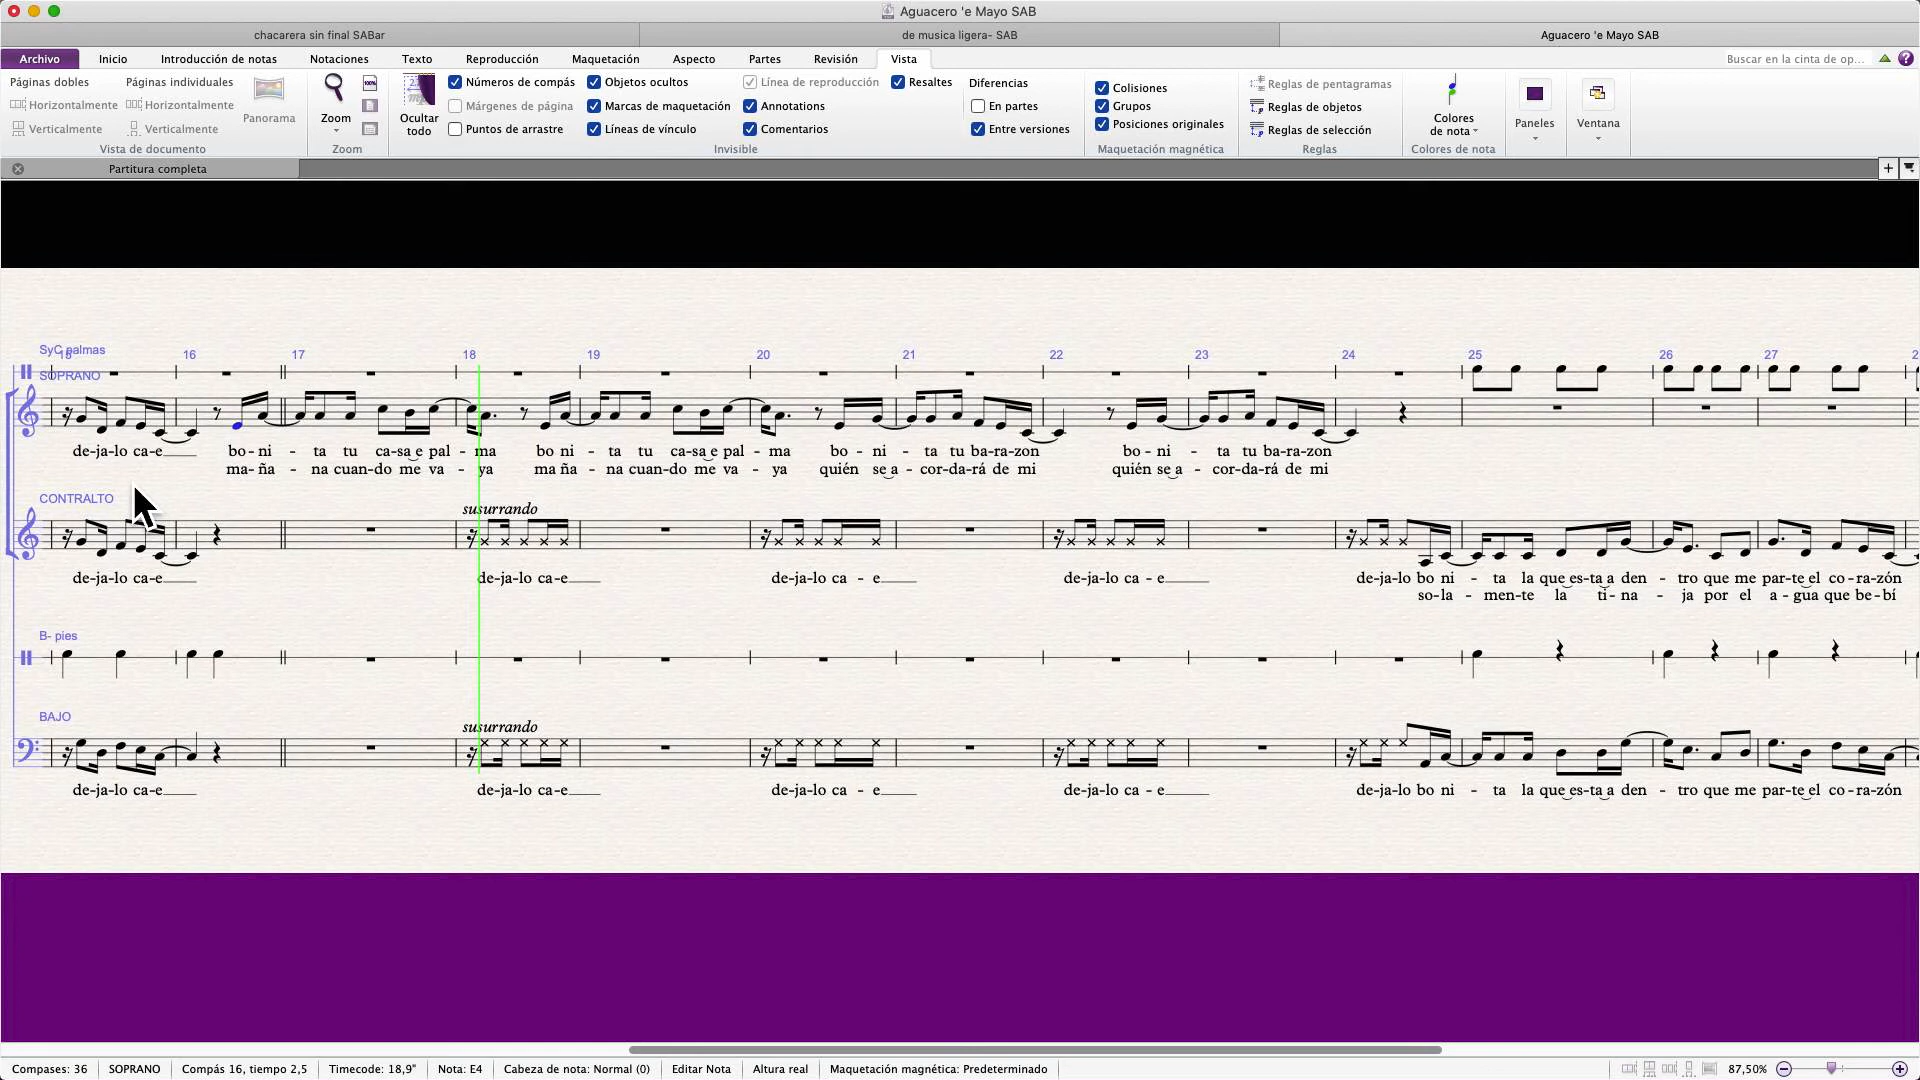 Aguacero 'e Mayo SAB
chacarera sin final SABar
de musica ligera- SAB
Aguacero 'e Mayo SAB
Archivo Inicio Introducción de notas Notaciones Texto Reproducción Maquetación Aspecto Partes Revisión Vista Buscar en la cinta de op... ?
Páginas dobles Páginas individuales 100% Números de compás Objetos ocultos Línea de reproducción Resaltes Diferencias Colisiones Reglas de pentagramas
Horizontalmente Horizontalmente Panorama Zoom Ocultar todo Márgenes de página Marcas de maquetación Annotations En partes Grupos Reglas de objetos Colores de nota Paneles Ventana
Verticalmente Verticalmente Puntos de arrastre Líneas de vínculo Comentarios Entre versiones Posiciones originales Reglas de selección
Vista de documento Zoom Invisible Maquetación magnética Reglas Colores de nota
Partitura completa
SyC palmas
15 16 17 18 19 20 21 22 23 24 25 26 27 2
SOPRANO
de-ja-lo ca-e bo-ni - ta tu ca-sa e pal - ma bo ni - ta tu ca-sa e pal - ma bo - ni - ta tu ba-ra-zon bo - ni - ta tu ba-ra-zon
ma-ña - na cuan-do me va - ya ma ña - na cuan-do me va - ya quién se a - cor-da-rá de mi quién se a - cor-da-rá de mi
CONTRALTO
susurrando
de-ja-lo ca-e de-ja-lo ca-e de-ja-lo ca - e de-ja-lo ca - e de-ja-lo bo ni - ta la que es-ta a den - tro que me par-te el co-ra-zón
so-la - men-te la ti-na - ja por el a-gua que be-bí
B- pies
BAJO
susurrando
de-ja-lo ca-e de-ja-lo ca-e de-ja-lo ca - e de-ja-lo ca - e de-ja-lo bo ni - ta la que es-ta a den - tro que me par-te el co-ra-zón
Compases: 36 SOPRANO Compás 16, tiempo 2,5 Timecode: 18,9" Nota: E4 Cabeza de nota: Normal (0) Editar Nota Altura real Maquetación magnética: Predeterminado 87,50%